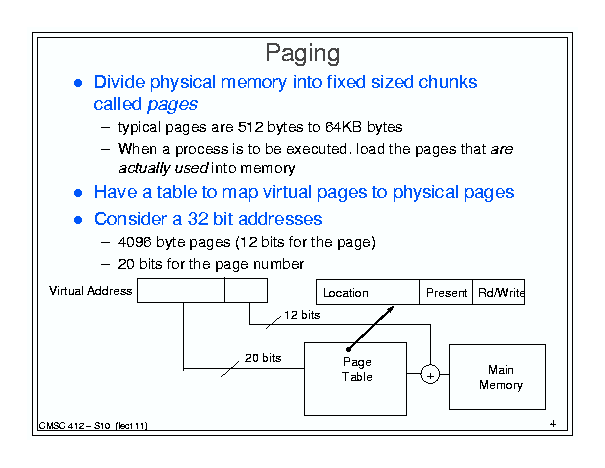 Paging
● Divide physical memory into fixed sized chunks
called pages
– typical pages are 512 bytes to 64KB bytes
– When a process is to be executed. load the pages that are
actually used into memory
● Have a table to map virtual pages to physical pages
● Consider a 32 bit addresses
– 4096 byte pages (12 bits for the page)
– 20 bits for the page number
Virtual Address
Location Present Rd/Write
12 bits
20 bits
Page
Table
+
Main
Memory
CMSC 412 – S10 (lect 11)
4